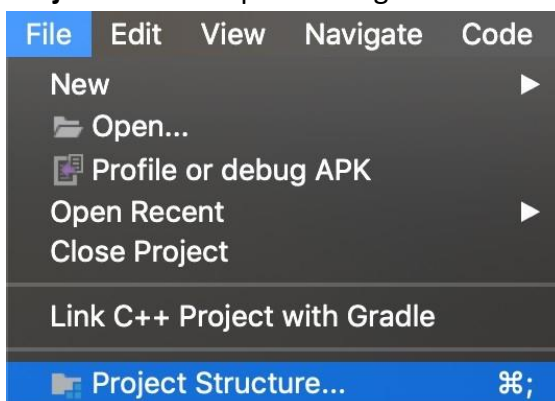 File Edit View Navigate Code
New
Open...
Profile or debug APK
Open Recent
Close Project
Link C++ Project with Gradle
Project Structure... ⌘;